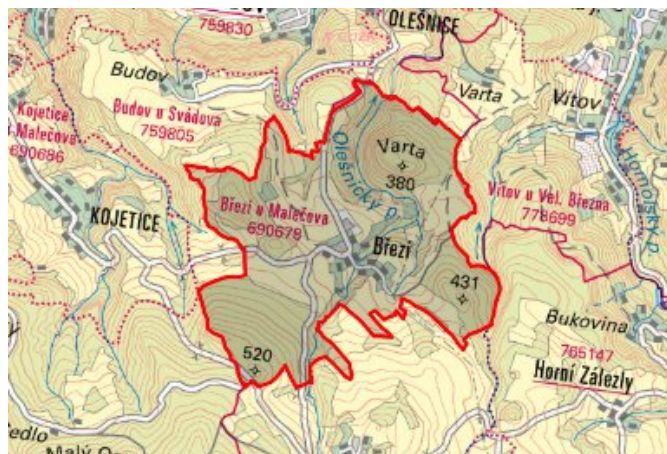 759830
OLEŠNICE
Budov
Varta
Vítov
Budov u Svádova
759805
Kojetice
u Malečova
690686
Olešnický p.
Varta
380
Homolský p.
KOJETICE
Březí u Malečova
690678
Vítov u Vel. Března
778699
Březí
431
Bukovina
765147
520
Horní Zálezly